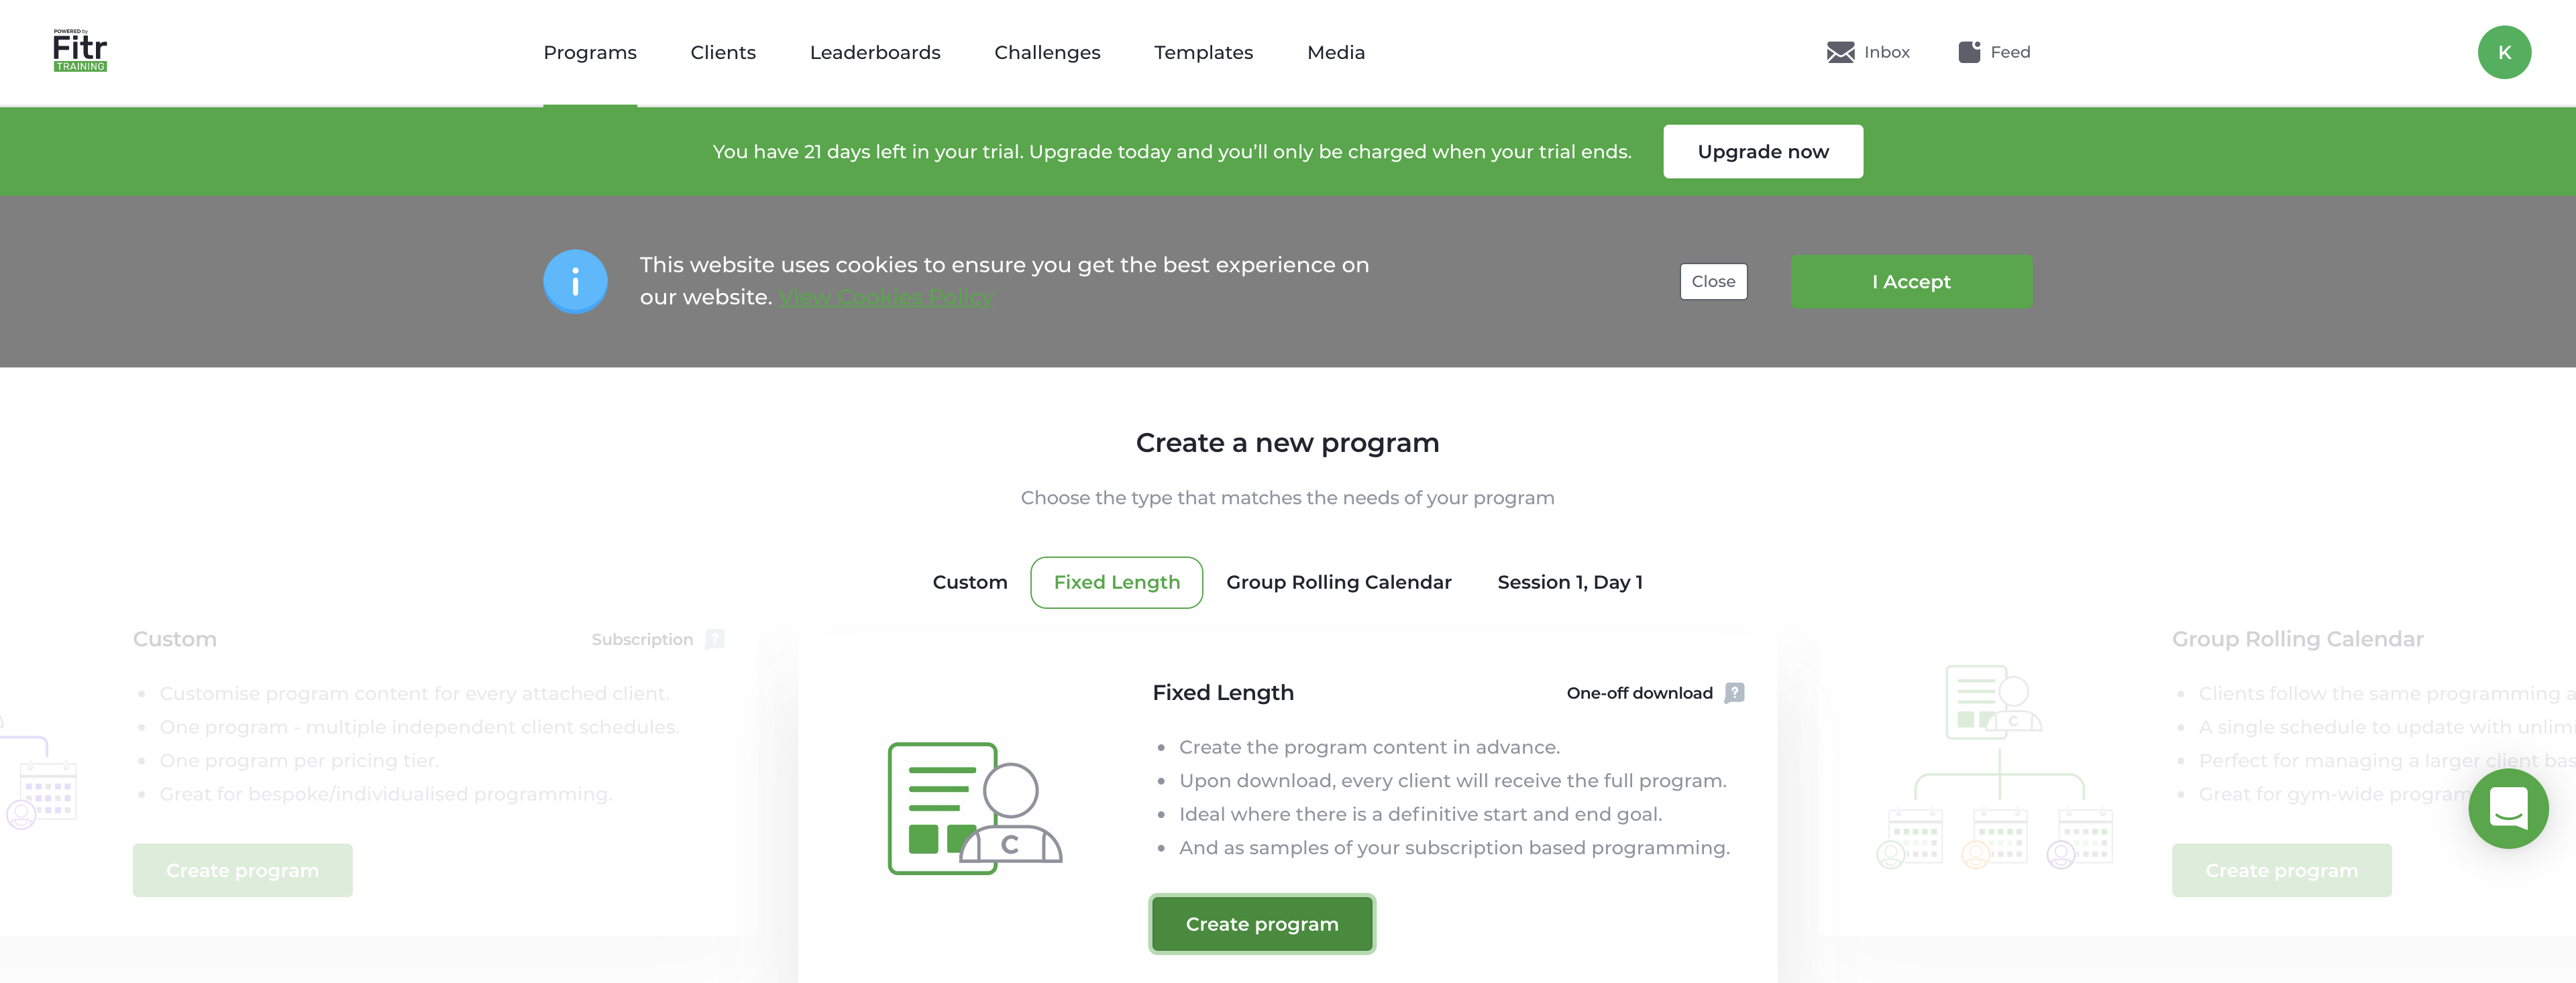 POWERED by
Fitr
TRAINING
Programs
Clients
Leaderboards
Challenges
Templates
Media
Inbox
Feed
K
You have 21 days left in your trial. Upgrade today and you’ll only be charged when your trial ends.
Upgrade now
This website uses cookies to ensure you get the best experience on
our website. View Cookies Policy
Close
I Accept
Create a new program
Choose the type that matches the needs of your program
Custom
Fixed Length
Group Rolling Calendar
Session 1, Day 1
Custom
Subscription
?
Customise program content for every attached client.
One program - multiple independent client schedules.
One program per pricing tier.
Great for bespoke/individualised programming.
Create program
C
Fixed Length
One-off download
?
Create the program content in advance.
Upon download, every client will receive the full program.
Ideal where there is a definitive start and end goal.
And as samples of your subscription based programming.
Create program
C
Group Rolling Calendar
Clients follow the same programming
A single schedule to update with
Perfect for managing a larger client
Great for gym-wide
Create program